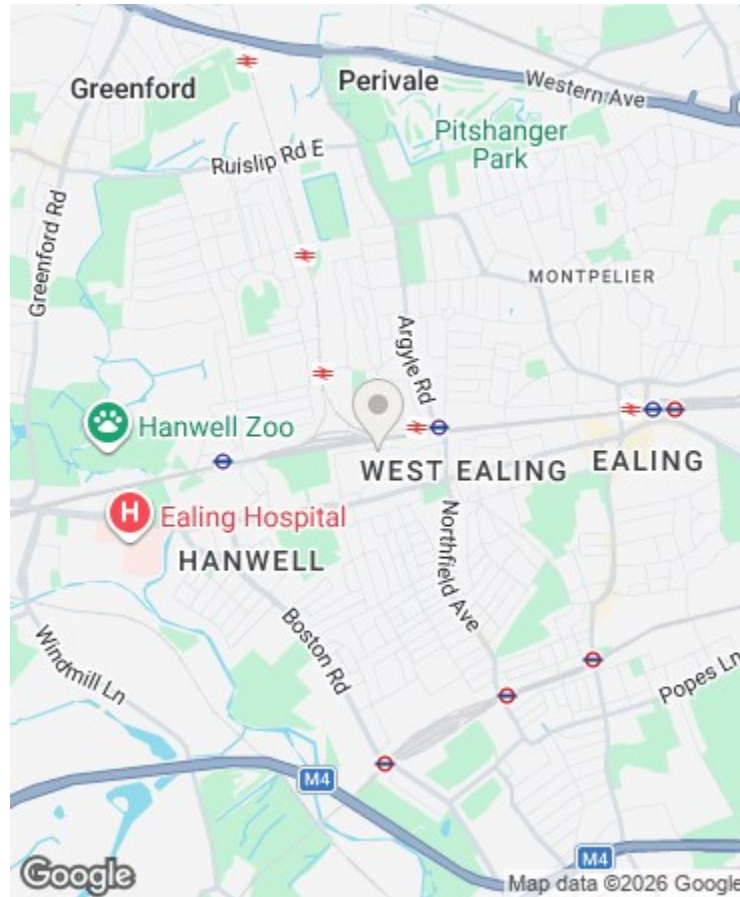 Greenford
Perivale
Western Ave
Pitshanger
Park
Ruislip Rd E
Greenford Rd
MONTPELIER
Argyle Rd
Hanwell Zoo
WEST EALING
EALING
H
Ealing Hospital
HANWELL
Northfield Ave
Boston Rd
Windmill Ln
Popes Ln
M4
M4
Google
Map data ©2026 Google